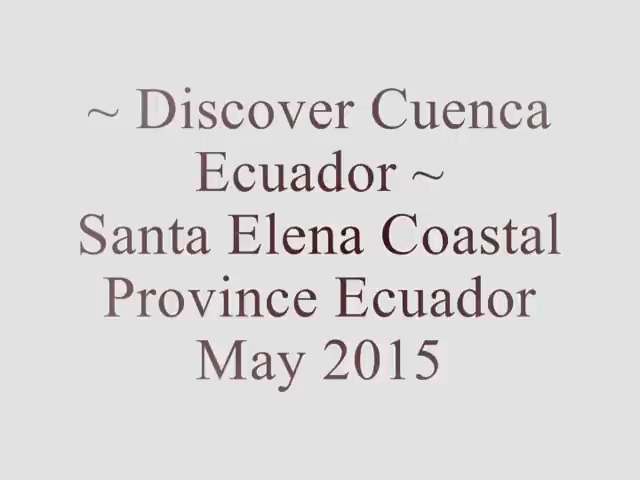 ~ Discover Cuenca
Ecuador ~
Santa Elena Coastal
Province Ecuador
May 2015